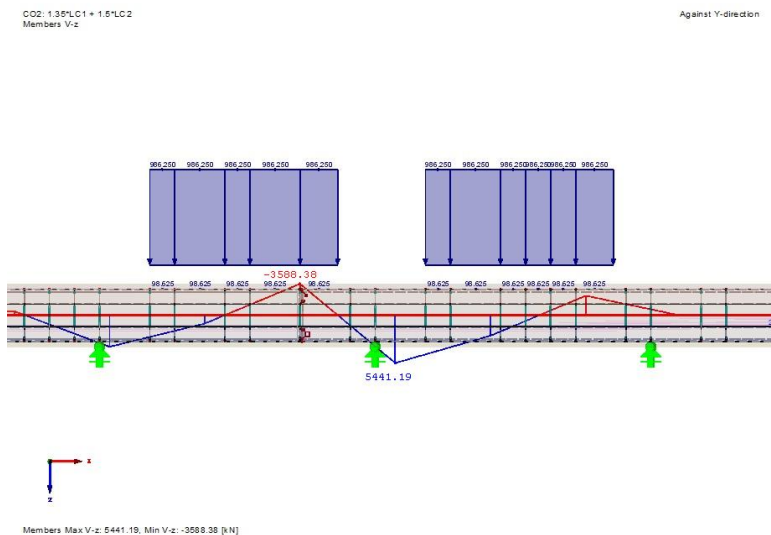 CO2: 1.35*LC1 + 1.5*LC2
Against Y-direction
Members V-z
986.250 986.250 986.250 986.250 986.250
986.250 986.250 986.250 986.250 986.250 986.250
-3588.38
98.625 98.625 98.625 98.625 98.625
98.625 98.625 98.625 98.625 98.625 98.625
5441.19
x
z
Members Max V-z: 5441.19, Min V-z: -3588.38 [kN]